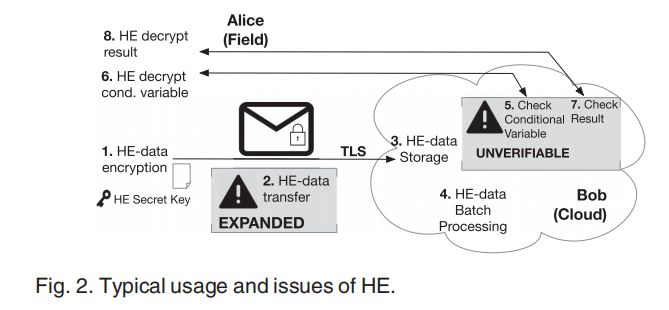 Alice
(Field)
8. HE decrypt
result
6. HE decrypt
cond. variable
1. HE-data
encryption
HE Secret Key
2. HE-data
transfer
EXPANDED
TLS
3. HE-data
Storage
4. HE-data
Batch
Processing
5. Check
Conditional
Variable
7. Check
Result
UNVERIFIABLE
Bob
(Cloud)
Fig. 2. Typical usage and issues of HE.